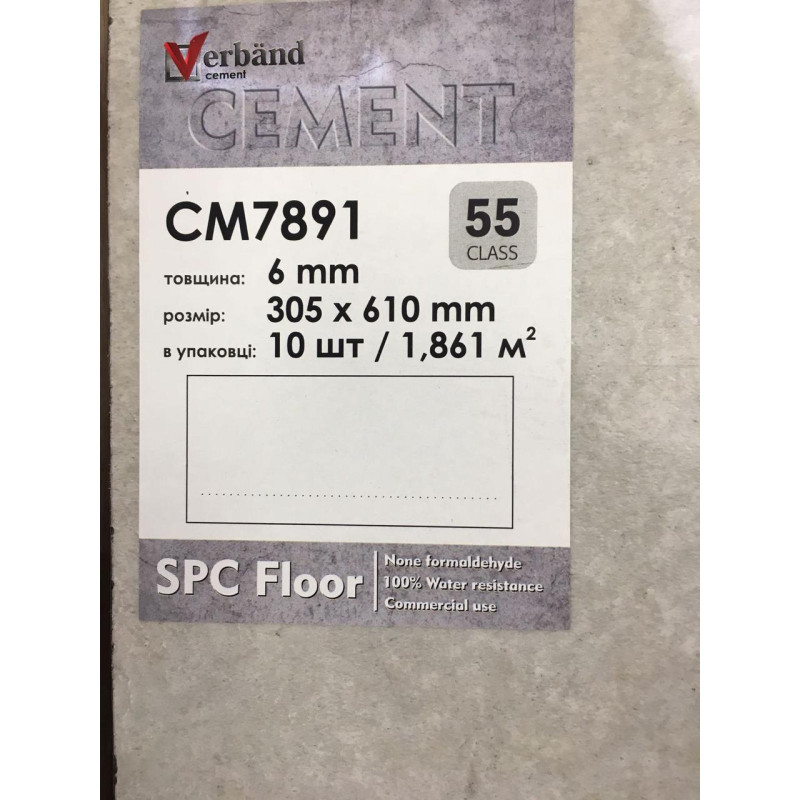 Verbänd
cement
CEMENT
CM7891
55
CLASS
товщина: 6 mm
розмір: 305 x 610 mm
в упаковці: 10 шт / 1,861 м²
SPC Floor
None formaldehyde
100% Water resistance
Commercial use